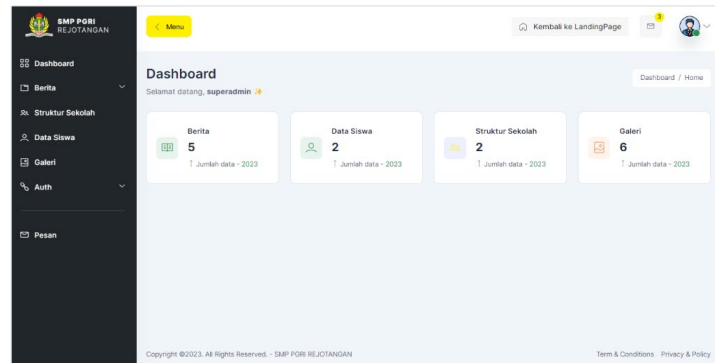 SMP PGRI
REJOTANGAN
Menu
Kembali ke LandingPage
3
Dashboard
Berita
Struktur Sekolah
Data Siswa
Galeri
Auth
Pesan
Dashboard
Selamat datang, superadmin ✨
Dashboard / Home
Berita
5
↑ Jumlah data - 2023
Data Siswa
2
↑ Jumlah data - 2023
Struktur Sekolah
2
↑ Jumlah data - 2023
Galeri
6
↑ Jumlah data - 2023
Copyright ©2023. All Rights Reserved. - SMP PGRI REJOTANGAN
Term & Conditions Privacy & Policy